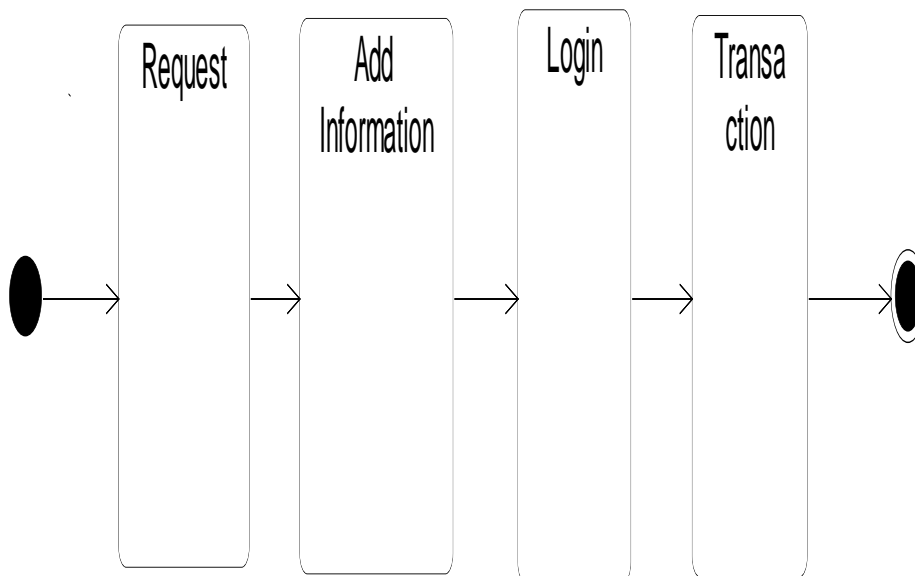 Request
Add
Information
Login
Transa
ction